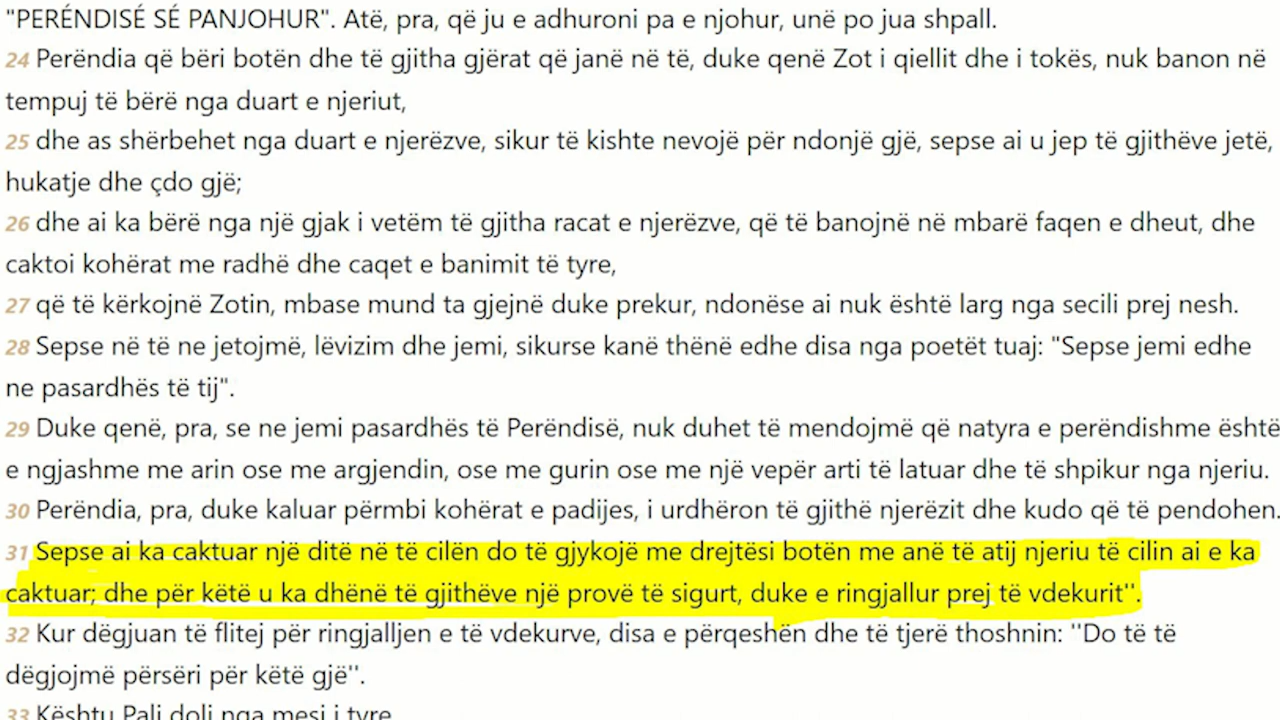 "PERËNDISÉ SÉ PANJOHUR". Atë, pra, që ju e adhuroni pa e njohur, unë po jua shpall.
24 Perëndia që bëri botën dhe të gjitha gjërat që janë në të, duke qenë Zot i qiellit dhe i tokës, nuk banon në
tempuj të bërë nga duart e njeriut,
25 dhe as shërbehet nga duart e njerëzve, sikur të kishte nevojë për ndonjë gjë, sepse ai u jep të gjithëve jetë,
hukatje dhe çdo gjë;
26 dhe ai ka bërë nga një gjak i vetëm të gjitha racat e njerëzve, që të banojnë në mbarë faqen e dheut, dhe
caktoi kohërat me radhë dhe caqet e banimit të tyre,
27 që të kërkojnë Zotin, mbase mund ta gjejnë duke prekur, ndonëse ai nuk është larg nga secili prej nesh.
28 Sepse në të ne jetojmë, lëvizim dhe jemi, sikurse kanë thënë edhe disa nga poetët tuaj: "Sepse jemi edhe
ne pasardhës të tij".
29 Duke qenë, pra, se ne jemi pasardhës të Perëndisë, nuk duhet të mendojmë që natyra e perëndishme është
e ngjashme me arin ose me argjendin, ose me gurin ose me një vepër arti të latuar dhe të shpikur nga njeriu.
30 Perëndia, pra, duke kaluar përmbi kohërat e padijes, i urdhëron të gjithë njerëzit dhe kudo që të pendohen.
31 Sepse ai ka caktuar një ditë në të cilën do të gjykojë me drejtësi botën me anë të atij njeriu të cilin ai e ka
caktuar; dhe për këtë u ka dhënë të gjithëve një provë të sigurt, duke e ringjallur prej të vdekurit''.
32 Kur dëgjuan të flitej për ringjalljen e të vdekurve, disa e përqeshën dhe të tjerë thoshnin: ''Do të të
dëgjojmë përsëri për këtë gjë''.
33 Kështu Pali doli nga mesi i tyre